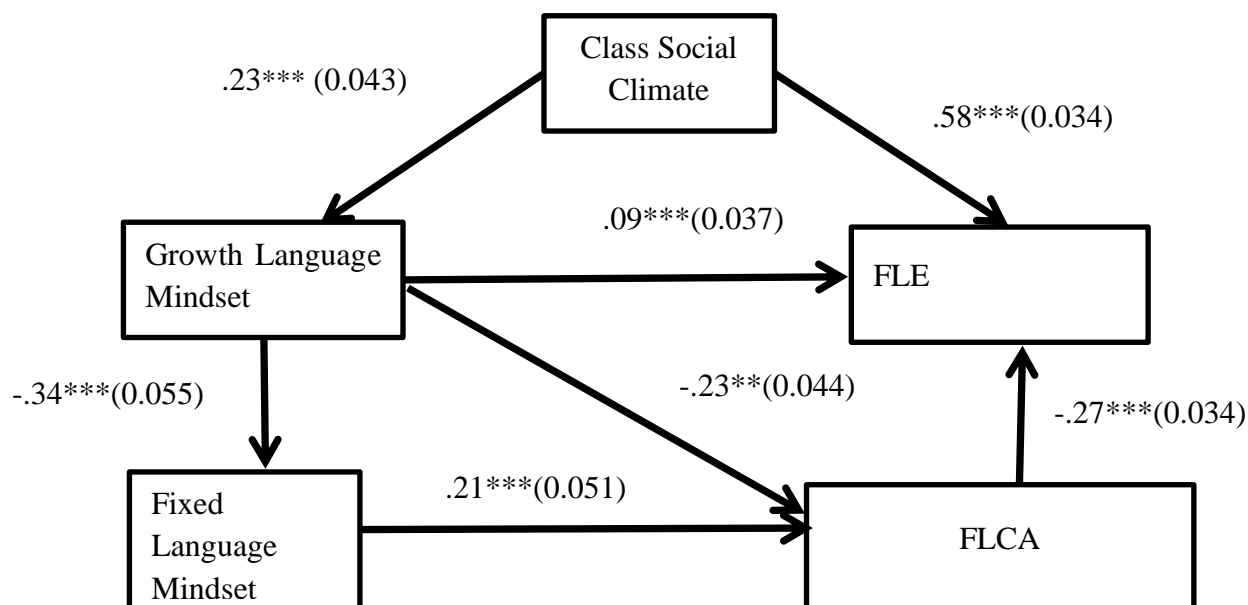 Class Social
Climate
.23*** (0.043)
.58***(0.034)
.09***(0.037)
Growth Language
Mindset
FLE
-.34***(0.055)
-.23**(0.044)
-.27***(0.034)
.21***(0.051)
Fixed
Language
Mindset
FLCA